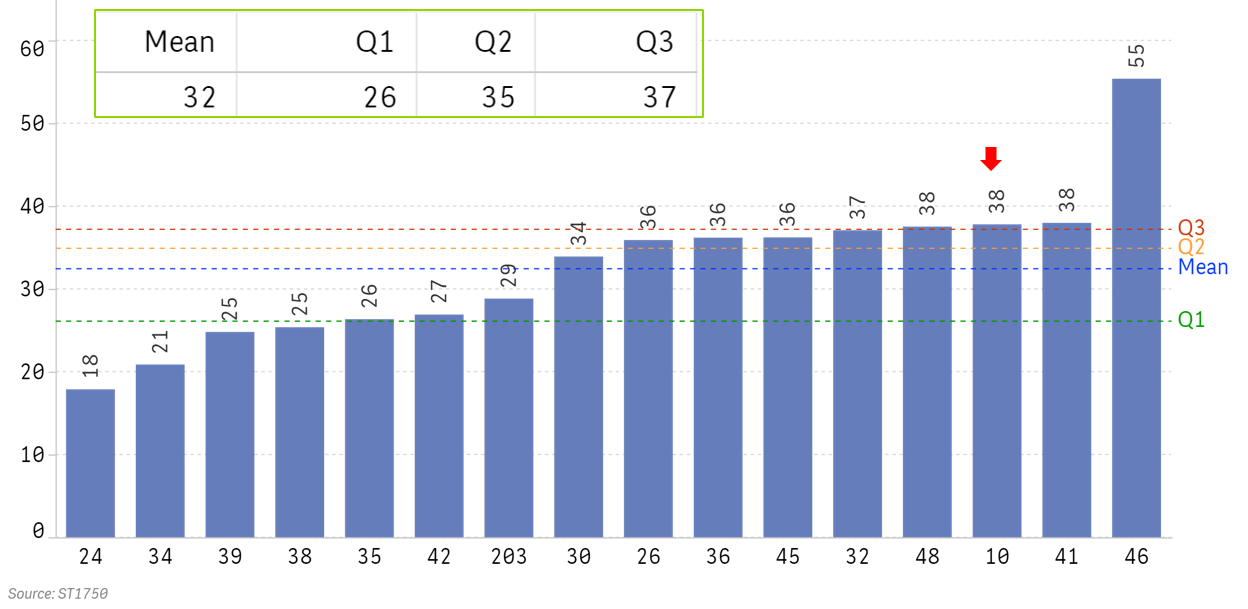 Mean Q1 Q2 Q3
32 26 35 37
60
50
40
30
20
10
0
18 21 25 25 26 27 29 34 36 36 36 37 38 38 38 55
Q3
Q2
Mean
Q1
24 34 39 38 35 42 203 30 26 36 45 32 48 10 41 46
Source: ST1750